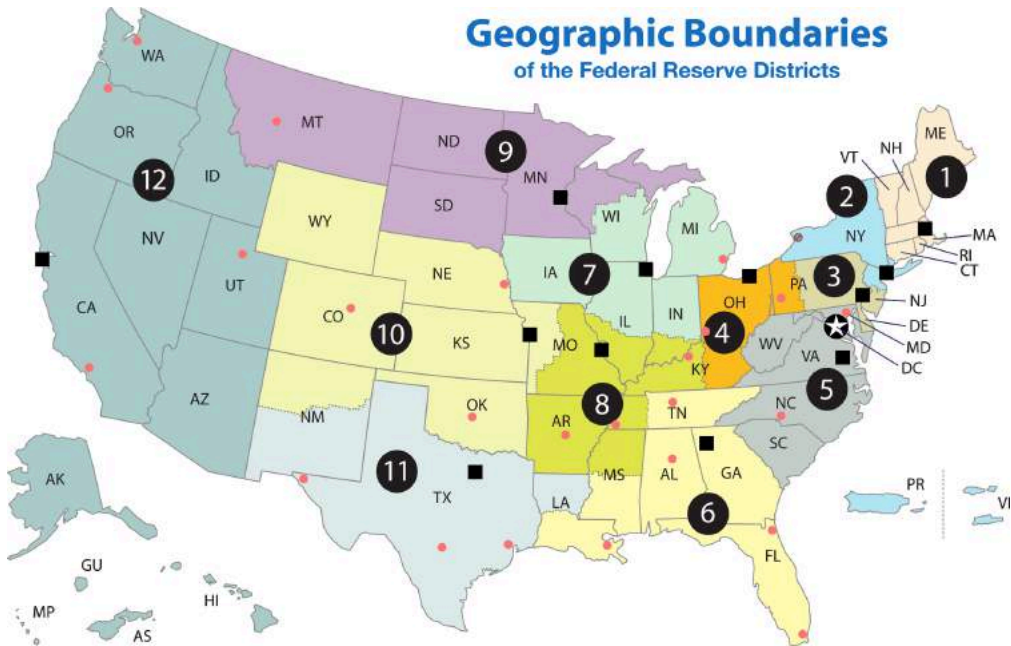 Geographic Boundaries
of the Federal Reserve Districts
WA
MT
ND
9
MN
OR
12
ID
SD
WY
WI
MI
VT
NH
ME
1
2
NY
MA
RI
CT
NV
UT
CA
NE
IA
7
IL
IN
OH
4
PA
3
NJ
DE
MD
DC
CO
10
KS
MO
KY
WV
VA
5
AZ
NM
OK
AR
8
TN
NC
SC
11
TX
LA
MS
AL
GA
6
FL
PR
VI
AK
GU
MP
AS
HI